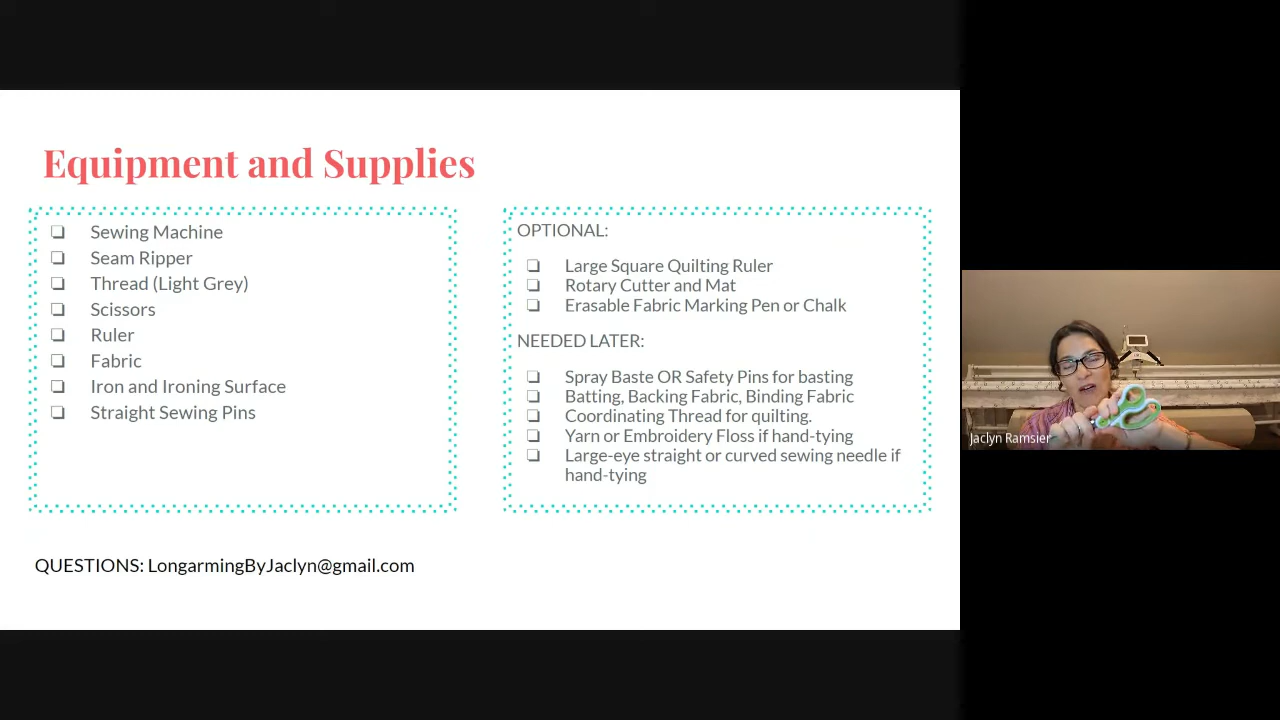 Equipment and Supplies
❏ Sewing Machine
❏ Seam Ripper
❏ Thread (Light Grey)
❏ Scissors
❏ Ruler
❏ Fabric
❏ Iron and Ironing Surface
❏ Straight Sewing Pins
OPTIONAL:
❏ Large Square Quilting Ruler
❏ Rotary Cutter and Mat
❏ Erasable Fabric Marking Pen or Chalk
NEEDED LATER:
❏ Spray Baste OR Safety Pins for basting
❏ Batting, Backing Fabric, Binding Fabric
❏ Coordinating Thread for quilting.
❏ Yarn or Embroidery Floss if hand-tying
❏ Large-eye straight or curved sewing needle if
hand-tying
QUESTIONS: LongarmingByJaclyn@gmail.com
Jaclyn Ramsier